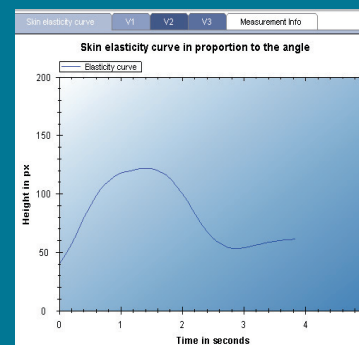 Skin elasticity curve V1 V2 V3 Measurement Info
Skin elasticity curve in proportion to the angle
Elasticity curve
200
150
100
50
0
Height in px
0 1 2 3 4
Time in seconds